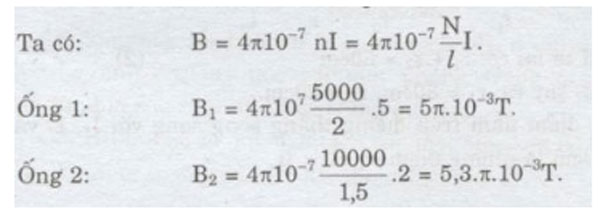 Ta có: B = 4π10⁻⁷ nI = 4π10⁻⁷ N/l I.
Ống 1: B₁ = 4π10⁷ 5000/2 .5 = 5π.10⁻³T.
Ống 2: B₂ = 4π10⁻⁷ 10000/1,5 .2 = 5,3.π.10⁻³T.